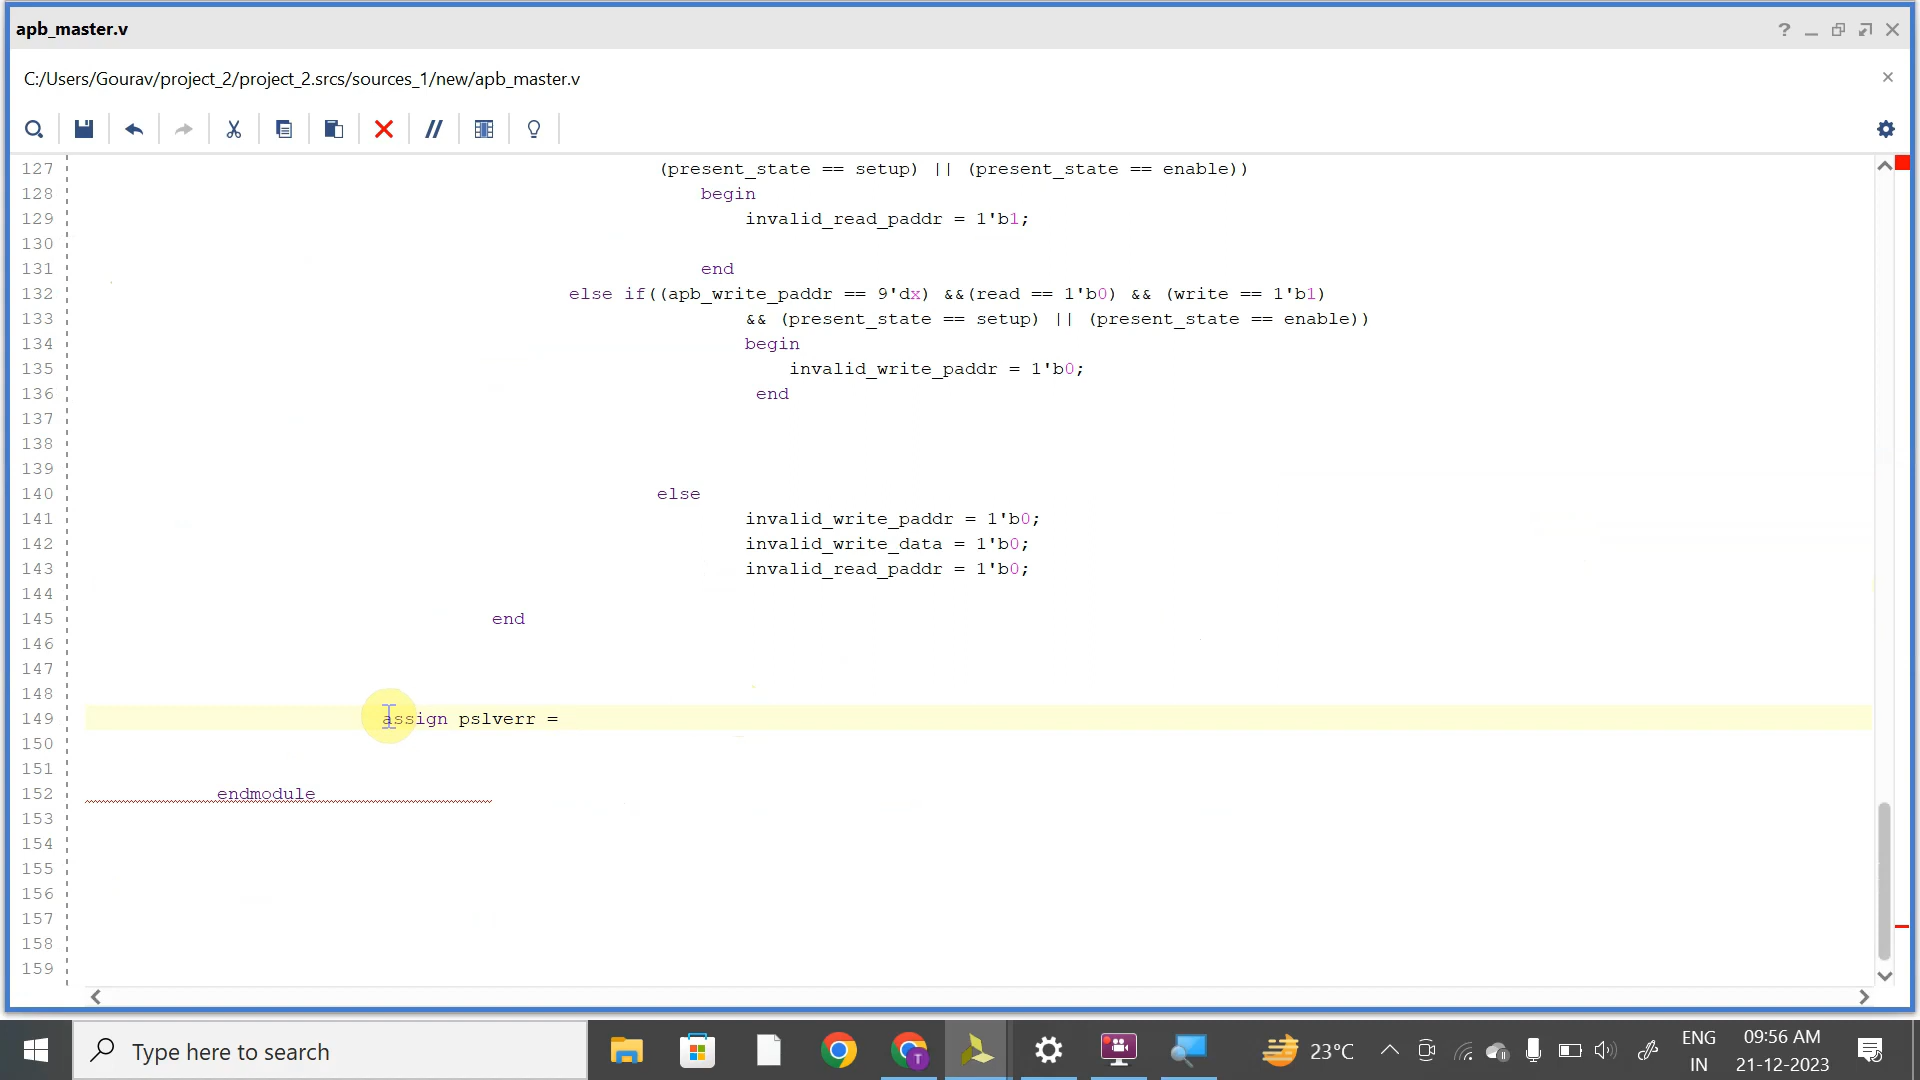 apb_master.v
C:/Users/Gourav/project_2/project_2.srcs/sources_1/new/apb_master.v
127 (present_state == setup) || (present_state == enable))
128 begin
129 invalid_read_paddr = 1'b1;
130
131 end
132 else if((apb_write_paddr == 9'dx) &&(read == 1'b0) && (write == 1'b1)
133 && (present_state == setup) || (present_state == enable))
134 begin
135 invalid_write_paddr = 1'b0;
136 end
137
138
139
140 else
141 invalid_write_paddr = 1'b0;
142 invalid_write_data = 1'b0;
143 invalid_read_paddr = 1'b0;
144
145 end
146
147
148
149 assign pslverr =
150
151
152 endmodule
153
154
155
156
157
158
159
Type here to search
T
23°C
ENG
IN
09:56 AM
21-12-2023